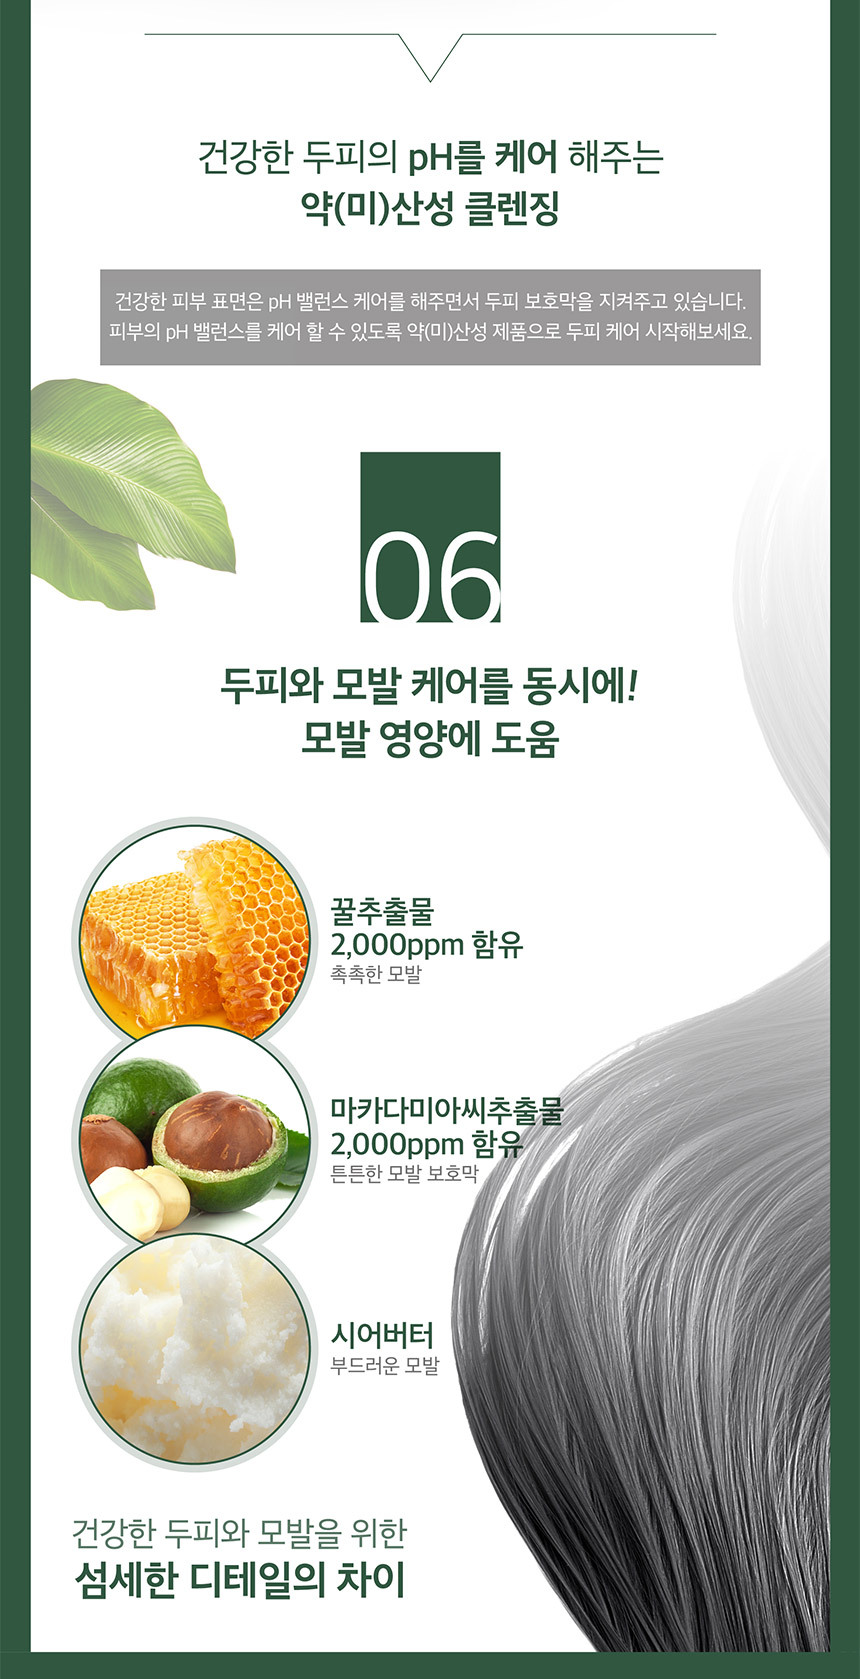 건강한 두피의 pH를 케어 해주는
약(미)산성 클렌징
건강한 피부 표면은 pH 밸런스 케어를 해주면서 두피 보호막을 지켜주고 있습니다.
피부의 pH 밸런스를 케어 할 수 있도록 약(미)산성 제품으로 두피 케어 시작해보세요.
06
두피와 모발 케어를 동시에!
모발 영양에 도움
꿀추출물
2,000ppm 함유
촉촉한 모발
마카다미아씨추출물
2,000ppm 함유
튼튼한 모발 보호막
시어버터
부드러운 모발
건강한 두피와 모발을 위한
섬세한 디테일의 차이